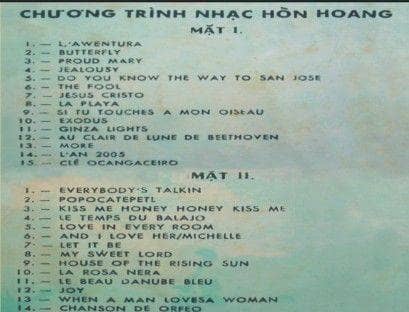 CHƯƠNG TRÌNH NHẠC HÒN HOANG
MẶT I.
1. — L'AWENTURA
2. — BUTTERFLY
3. — PROUD MARY
4. — JEALOUSY
5. — DO YOU KNOW THE WAY TO SAN JOSE
6. — THE FOOL
7. — JESUS CRISTO
8. — LA PLAYA
9. — SI TU TOUCHES A MON OISEAU
10. — EXODUS
11. — GINZA LIGHTS
12. — AU CLAIR DE LUNE DE BEETHOVEN
13. — MORE
14. — L'AN 2005
15. — CLÉ OCANGACEIRO
MẶT II.
1. — EVERYBODY'S TALKIN
2. — POPOCATEPETL
3. — KISS ME HONEY HONEY KISS ME
4. — LE TEMPS DU BALAJO
5. — LOVE IN EVERY ROOM
6. — AND I LOVE HER/MICHELLE
7. — LET IT BE
8. — MY SWEET LORD
9. — HOUSE OF THE RISING SUN
10. — LA ROSA NERA
11. — LE BEAU DANUBE BLEU
12. — JOY
13 — WHEN A MAN LOVESA WOMAN
14. — CHANSON DE ORFEO